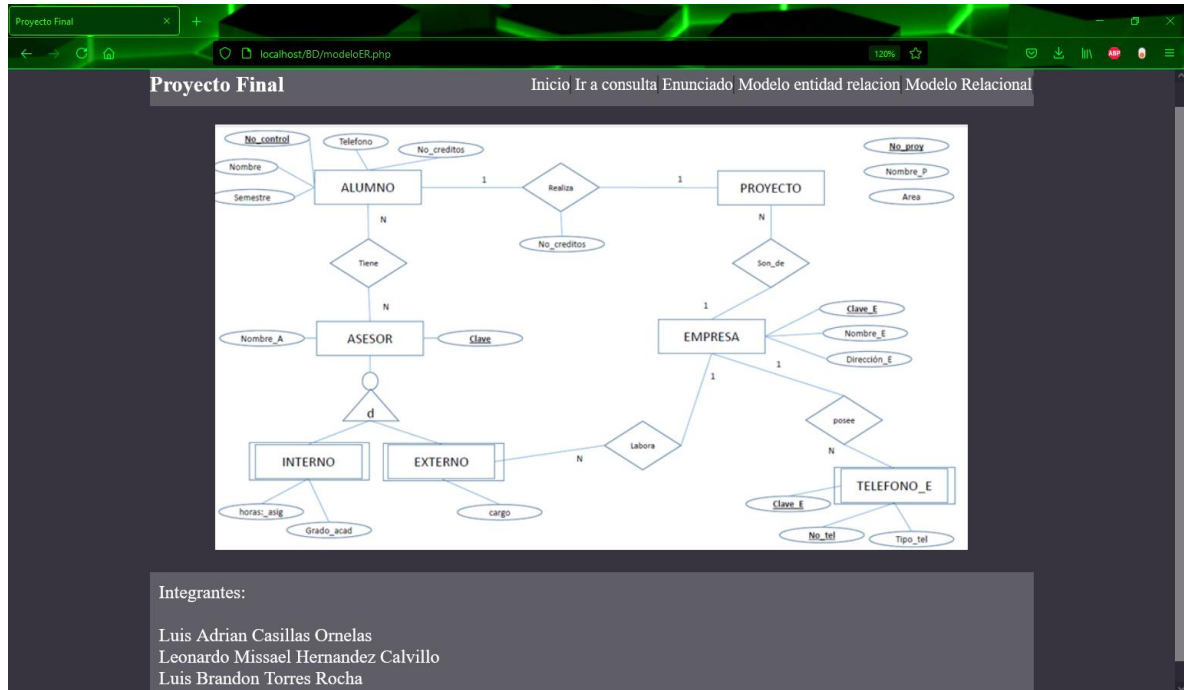 Proyecto Final
localhost/BD/modeloER.php
120%
ABP
Proyecto Final
Inicio Ir a consulta Enunciado Modelo entidad relacion Modelo Relacional
No_control
Telefono
No_creditos
Nombre
Semestre
ALUMNO
1
Realiza
1
PROYECTO
No_proy
Nombre_P
Area
N
No_creditos
N
Tiene
Son_de
N
1
Nombre_A
ASESOR
Clave
EMPRESA
Clave_E
Nombre_E
Dirección_E
1
1
d
posee
INTERNO
EXTERNO
N
Labora
N
TELEFONO_E
horas:_asig
Grado_acad
cargo
Clave_E
No_tel
Tipo_tel
Integrantes:
Luis Adrian Casillas Ornelas
Leonardo Missael Hernandez Calvillo
Luis Brandon Torres Rocha